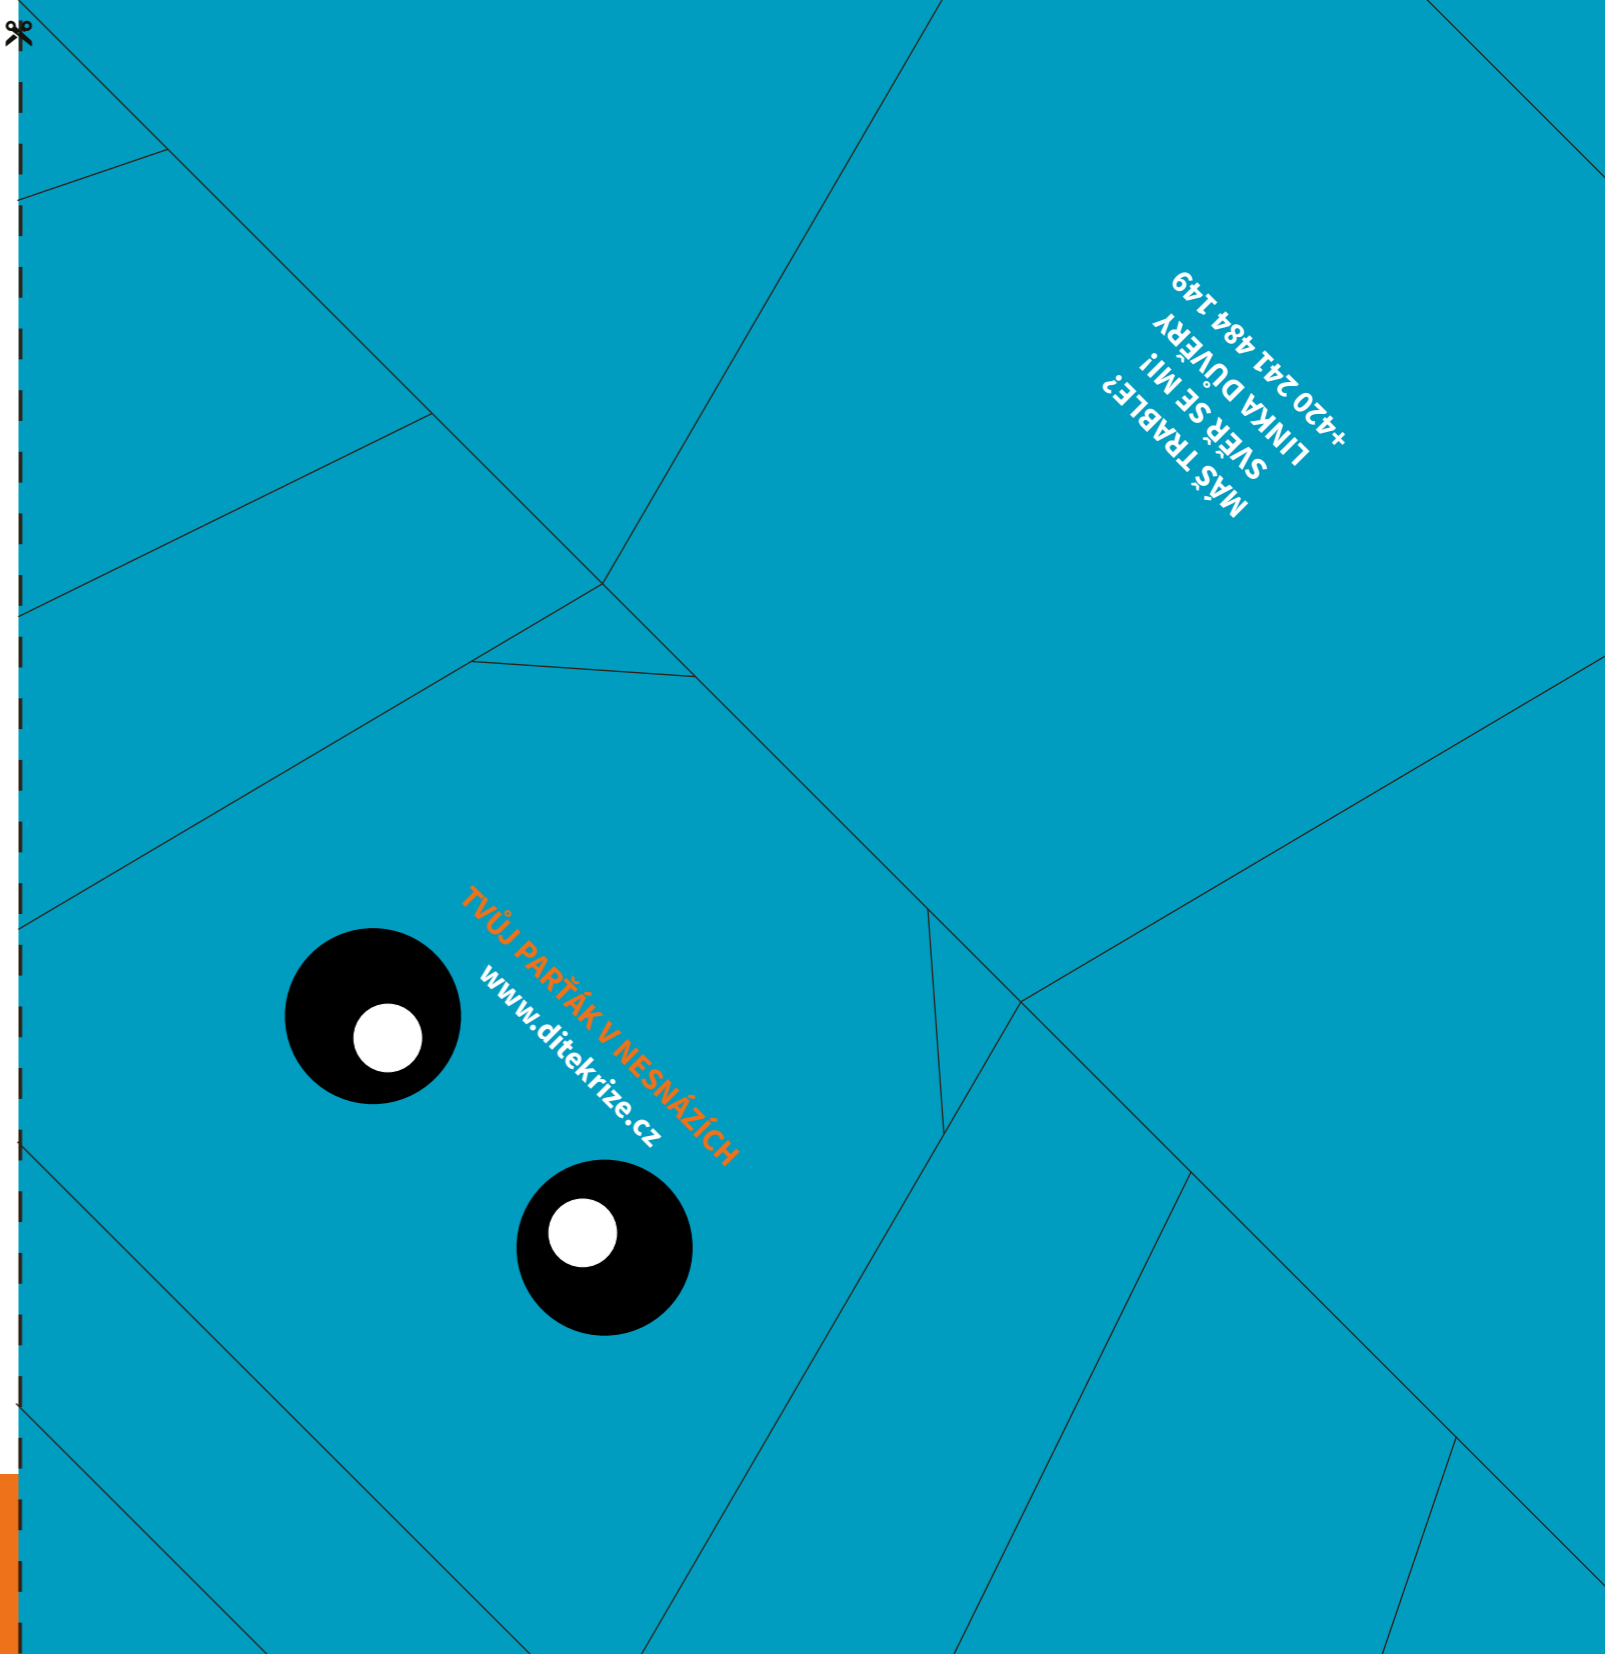 MÁŠ TRABLE?
SVĚŘ SE MI!
LINKA DŮVĚRY
+420 241 484 149
TVŮJ PARŤÁK V NESNÁZÍCH
www.ditekrize.cz